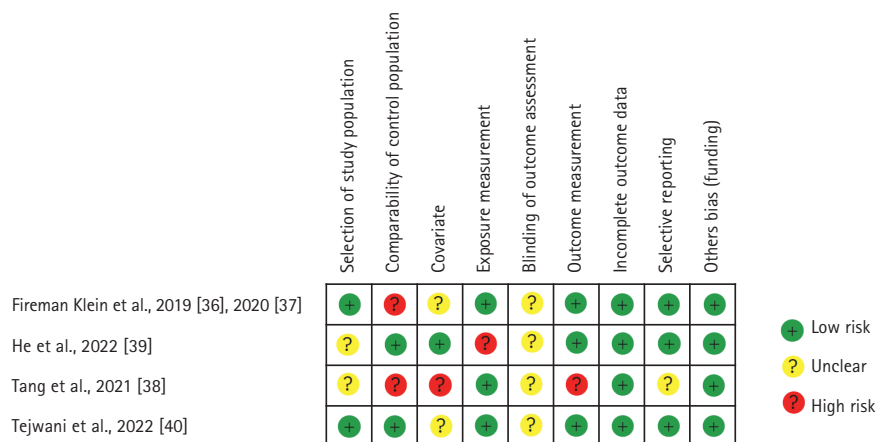 Selection of study population
Comparability of control population
Covariate
Exposure measurement
Blinding of outcome assessment
Outcome measurement
Incomplete outcome data
Selective reporting
Others bias (funding)
Fireman Klein et al., 2019 [36], 2020 [37] + ? ? + ? + + + +
He et al., 2022 [39] ? + + ? ? + + + +
Tang et al., 2021 [38] ? ? ? + ? ? + ? +
Tejwani et al., 2022 [40] + + ? + ? + + + +
+ Low risk
? Unclear
? High risk